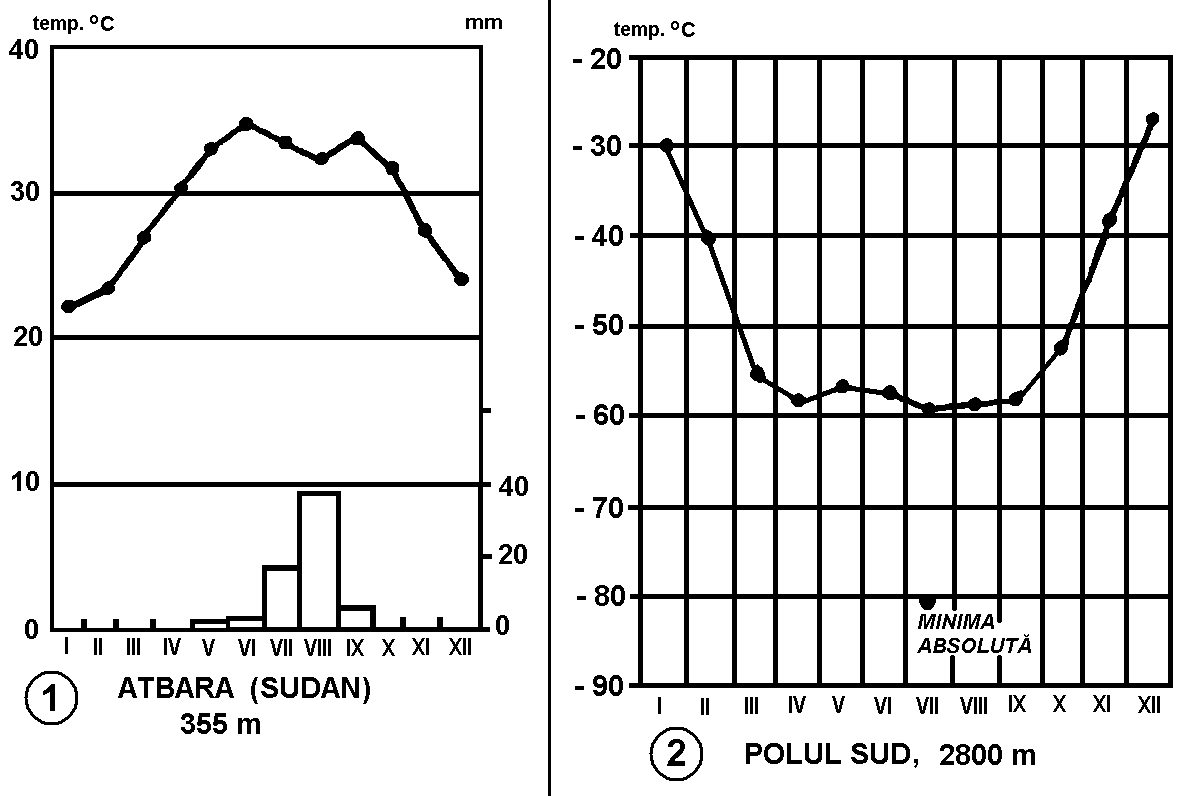 temp. °C mm
40
30
20
10 40
20
0 0
I II III IV V VI VII VIII IX X XI XII
1 ATBARA (SUDAN)
355 m
temp. °C
- 20
- 30
- 40
- 50
- 60
- 70
- 80
MINIMA
ABSOLUTĂ
- 90
I II III IV V VI VII VIII IX X XI XII
2 POLUL SUD, 2800 m